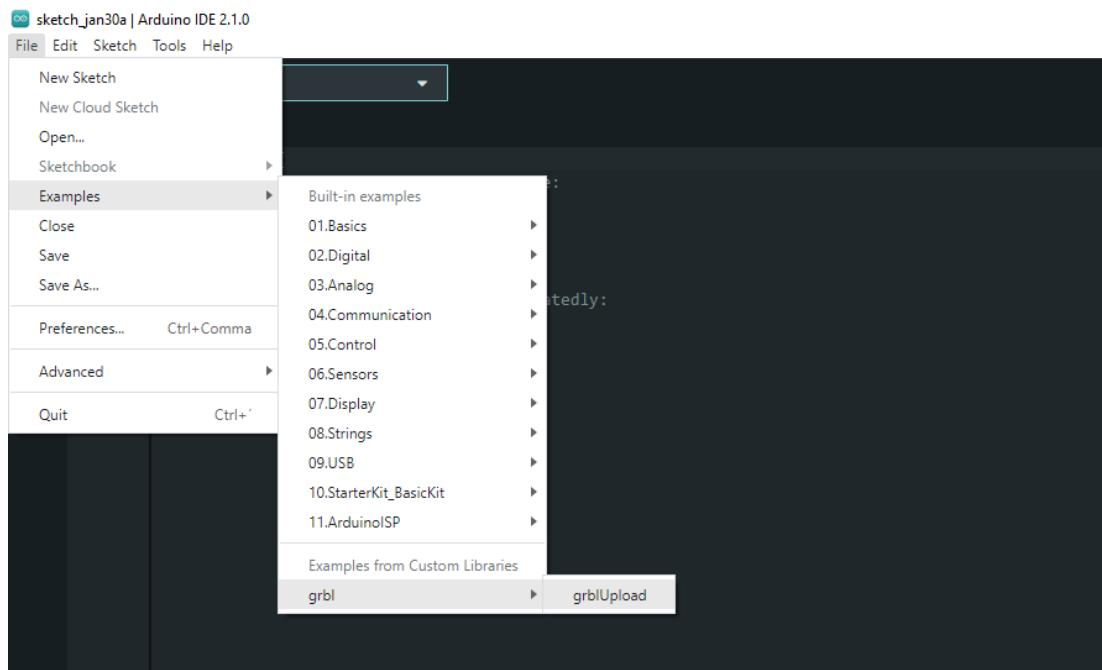 sketch_jan30a | Arduino IDE 2.1.0
File Edit Sketch Tools Help
New Sketch
New Cloud Sketch
Open...
Sketchbook
Examples
Close
Save
Save As...
Preferences... Ctrl+Comma
Advanced
Quit Ctrl+´
Built-in examples
01.Basics
02.Digital
03.Analog
04.Communication
05.Control
06.Sensors
07.Display
08.Strings
09.USB
10.StarterKit_BasicKit
11.ArduinoISP
Examples from Custom Libraries
grbl
grblUpload
e:
atedly: